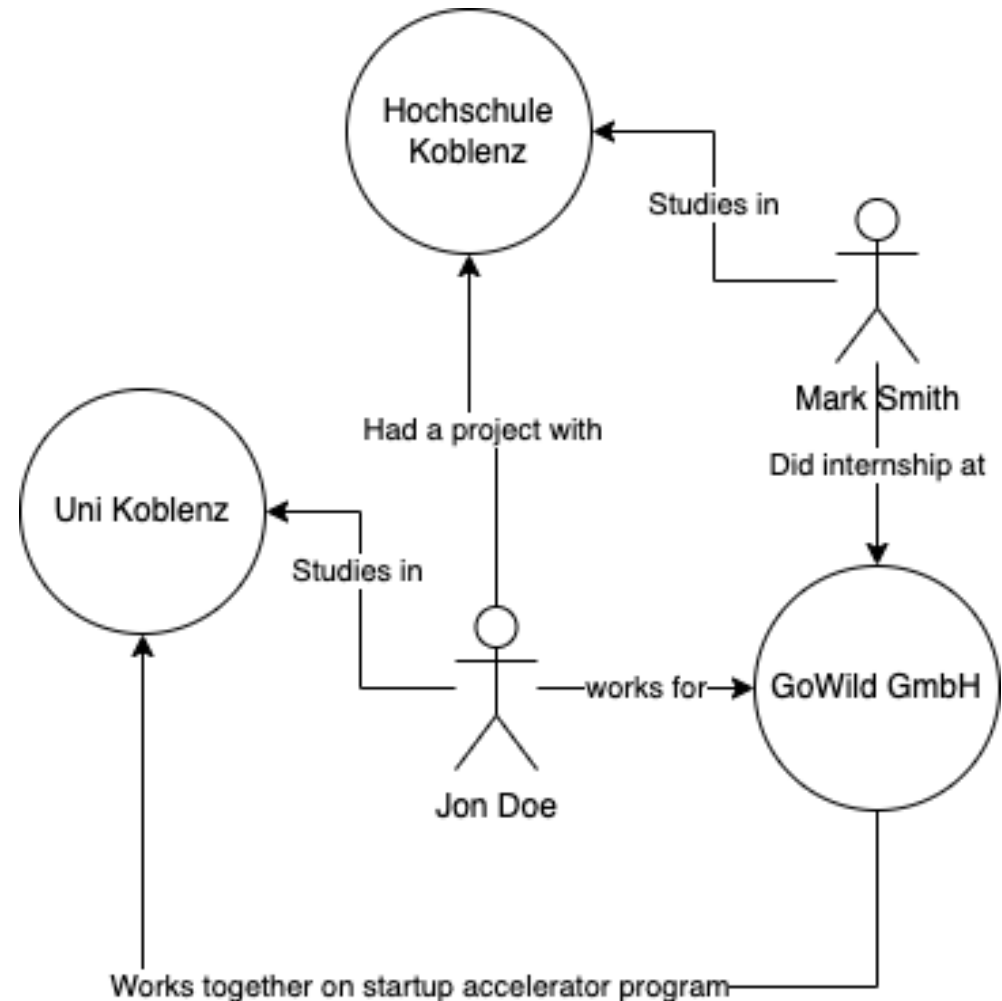 Hochschule
Koblenz
Studies in
Mark Smith
Had a project with
Did internship at
Uni Koblenz
Studies in
works for
GoWild GmbH
Jon Doe
Works together on startup accelerator program